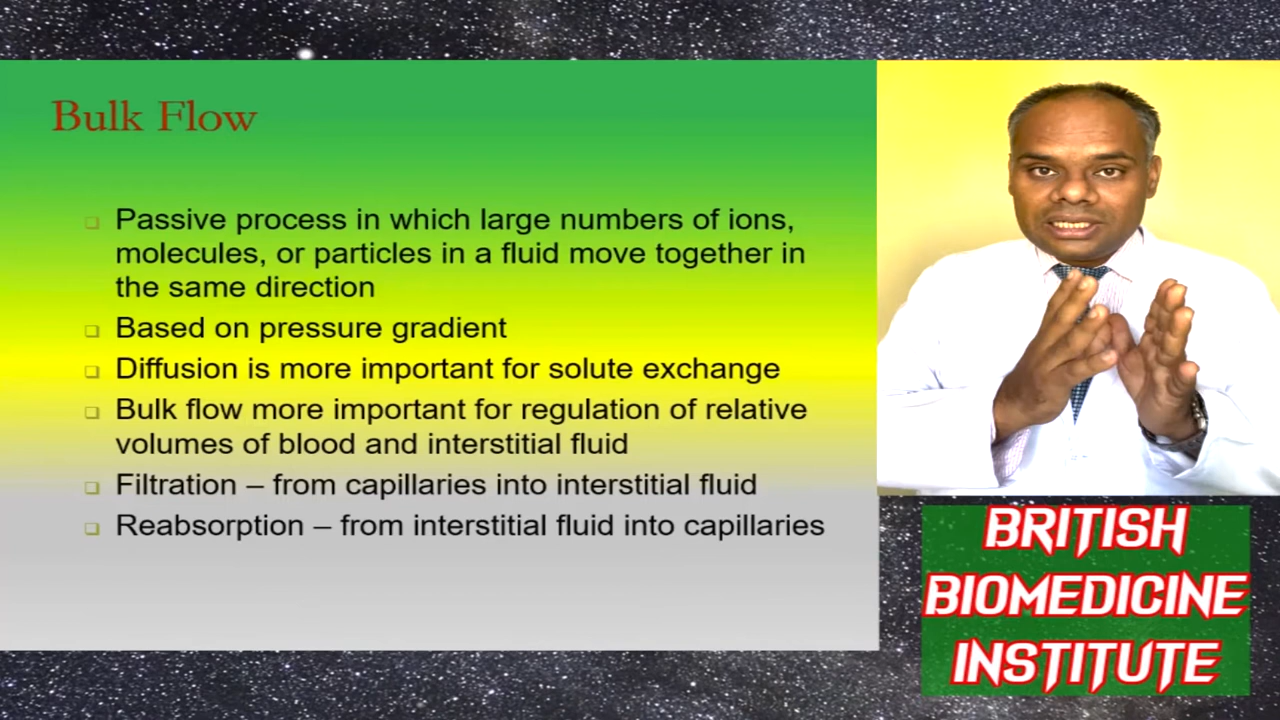 Bulk Flow
Passive process in which large numbers of ions,
molecules, or particles in a fluid move together in
the same direction
Based on pressure gradient
Diffusion is more important for solute exchange
Bulk flow more important for regulation of relative
volumes of blood and interstitial fluid
Filtration – from capillaries into interstitial fluid
Reabsorption – from interstitial fluid into capillaries
BRITISH
BIOMEDICINE
INSTITUTE